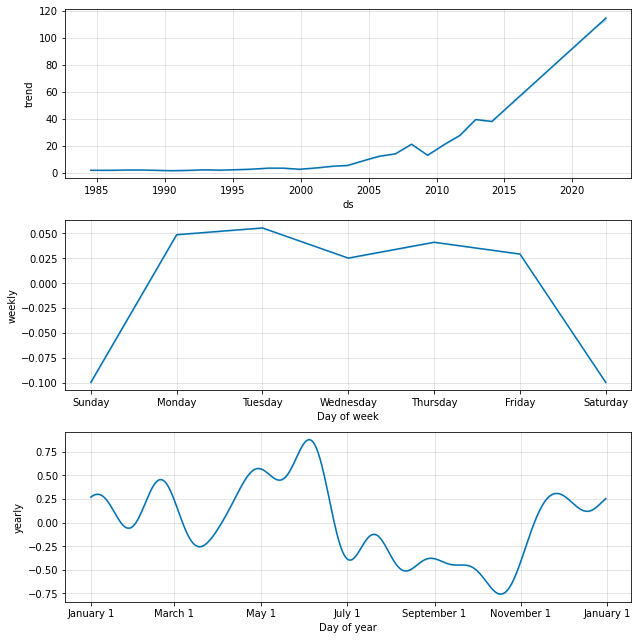 120
100
80
60
40
20
0
trend
1985 1990 1995 2000 2005 2010 2015 2020
ds
0.050
0.025
0.000
−0.025
−0.050
−0.075
−0.100
weekly
Sunday Monday Tuesday Wednesday Thursday Friday Saturday
Day of week
0.75
0.50
0.25
0.00
−0.25
−0.50
−0.75
yearly
January 1 March 1 May 1 July 1 September 1 November 1 January 1
Day of year